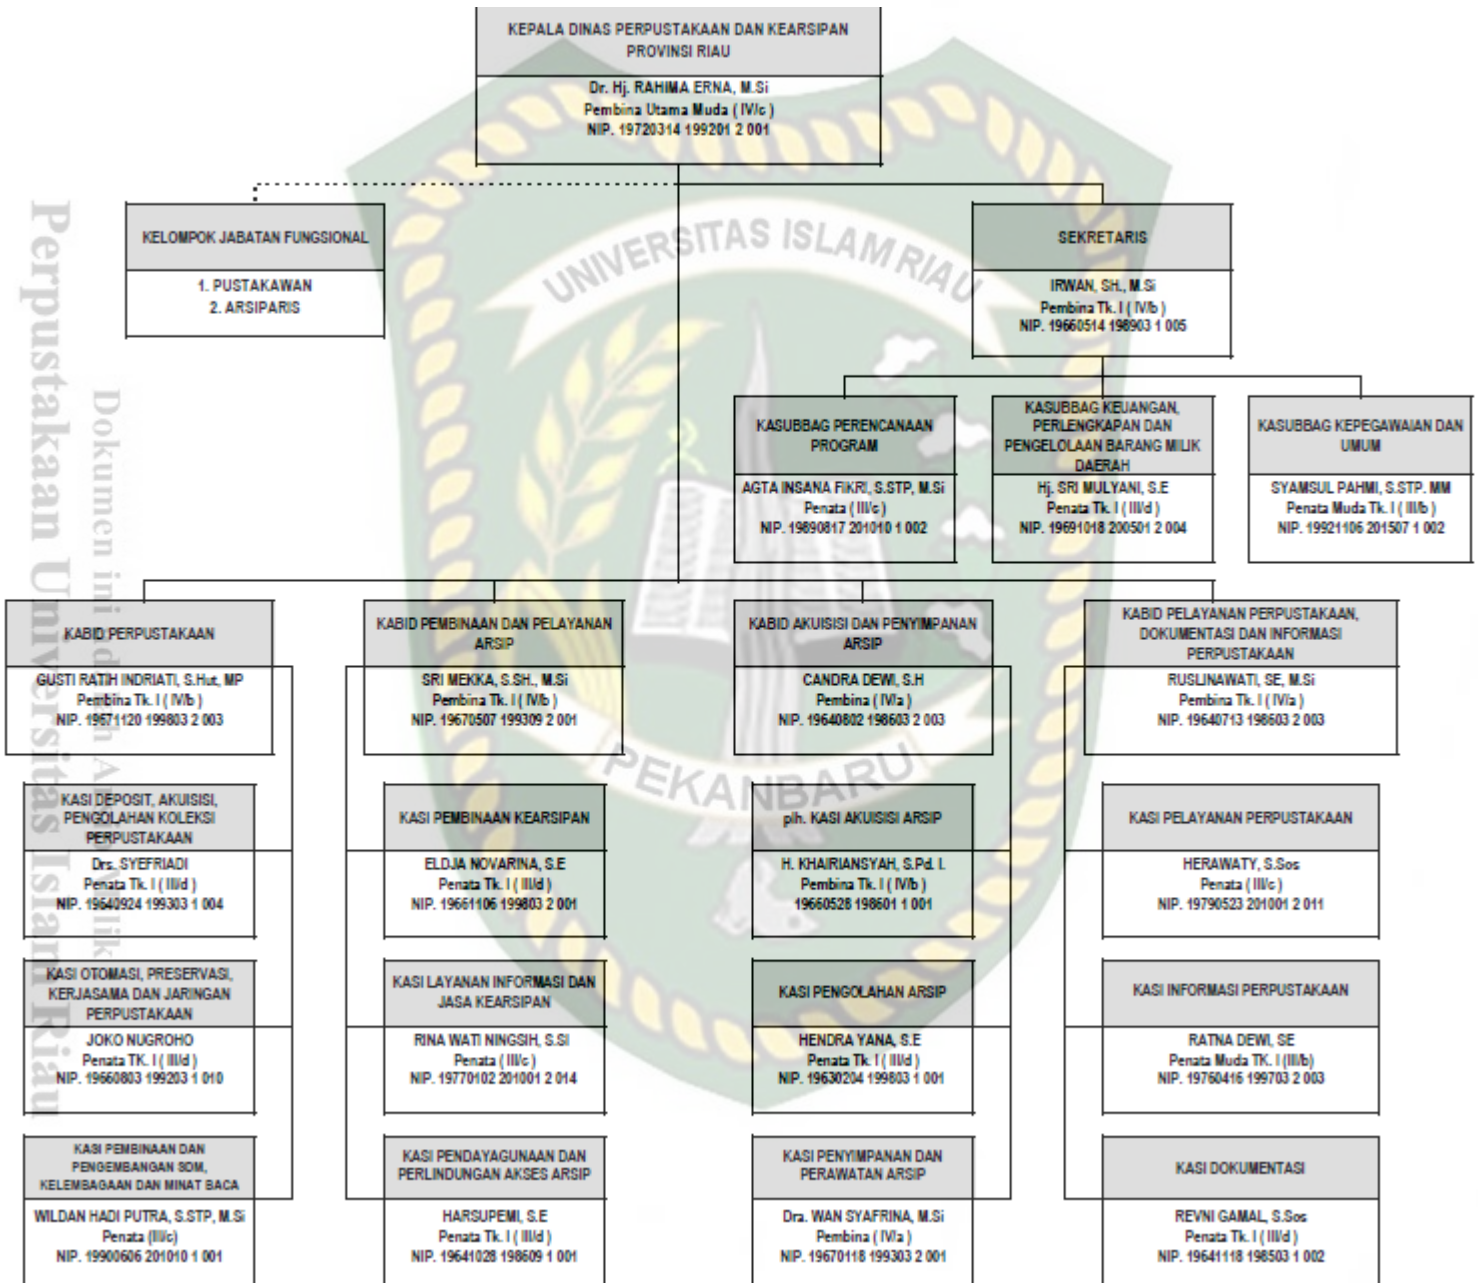 KEPALA DINAS PERPUSTAKAAN DAN KEARSIPAN
PROVINSI RIAU
Dr. Hj. RAHIMA ERNA, M.Si
Pembina Utama Muda ( IV/c )
NIP. 19720314 199201 2 001
KELOMPOK JABATAN FUNGSIONAL
1. PUSTAKAWAN
2. ARSIPARIS
SEKRETARIS
IRWAN, SH., M.Si
Pembina Tk. I ( IV/b )
NIP. 19660514 198903 1 005
KASUBBAG PERENCANAAN
PROGRAM
AGTA INSANA FIKRI, S.STP, M.Si
Penata ( III/c )
NIP. 19890817 201010 1 002
KASUBBAG KEUANGAN,
PERLENGKAPAN DAN
PENGELOLAAN BARANG MILIK
DAERAH
Hj. SRI MULYANI, S.E
Penata Tk. I ( III/d )
NIP. 19691018 200501 2 004
KASUBBAG KEPEGAWAIAN DAN
UMUM
SYAMSUL PAHMI, S.STP. MM
Penata Muda Tk. I ( III/b )
NIP. 19921106 201507 1 002
KABID PERPUSTAKAAN
GUSTI RATIH INDRIATI, S.Hut, MP
Pembina Tk. I ( IV/b )
NIP. 19671120 199803 2 003
KASI DEPOSIT, AKUISISI,
PENGOLAHAN KOLEKSI
PERPUSTAKAAN
Drs. SYEFRIADI
Penata Tk. I ( III/d )
NIP. 19640924 199303 1 004
KASI OTOMASI, PRESERVASI,
KERJASAMA DAN JARINGAN
PERPUSTAKAAN
JOKO NUGROHO
Penata TK. I ( III/d )
NIP. 19660803 199203 1 010
KASI PEMBINAAN DAN
PENGEMBANGAN SDM,
KELEMBAGAAN DAN MINAT BACA
WILDAN HADI PUTRA, S.STP, M.Si
Penata (III/c)
NIP. 19900606 201010 1 001
KABID PEMBINAAN DAN PELAYANAN
ARSIP
SRI MEKKA, S.SH., M.Si
Pembina Tk. I ( IV/b )
NIP. 19670507 199309 2 001
KASI PEMBINAAN KEARSIPAN
ELDJA NOVARINA, S.E
Penata Tk. I ( III/d )
NIP. 19661106 199803 2 001
KASI LAYANAN INFORMASI DAN
JASA KEARSIPAN
RINA WATI NINGSIH, S.SI
Penata ( III/c )
NIP. 19770102 201001 2 014
KASI PENDAYAGUNAAN DAN
PERLINDUNGAN AKSES ARSIP
HARSUPEMI, S.E
Penata Tk. I ( III/d )
NIP. 19641028 198609 1 001
KABID AKUISISI DAN PENYIMPANAN
ARSIP
CANDRA DEWI, S.H
Pembina ( IV/a )
NIP. 19640802 198603 2 003
plh. KASI AKUISISI ARSIP
H. KHAIRIANSYAH, S.Pd. I.
Pembina Tk. I ( IV/b )
19660528 198601 1 001
KASI PENGOLAHAN ARSIP
HENDRA YANA, S.E
Penata Tk. I ( III/d )
NIP. 19630204 199803 1 001
KASI PENYIMPANAN DAN
PERAWATAN ARSIP
Dra. WAN SYAFRINA, M.Si
Pembina ( IV/a )
NIP. 19670118 199303 2 001
KABID PELAYANAN PERPUSTAKAAN,
DOKUMENTASI DAN INFORMASI
PERPUSTAKAAN
RUSLINAWATI, SE, M.Si
Pembina Tk. I ( IV/a )
NIP. 19640713 198603 2 003
KASI PELAYANAN PERPUSTAKAAN
HERAWATY, S.Sos
Penata ( III/c )
NIP. 19790523 201001 2 011
KASI INFORMASI PERPUSTAKAAN
RATNA DEWI, SE
Penata Muda TK. I (III/b)
NIP. 19760416 199703 2 003
KASI DOKUMENTASI
REVNI GAMAL, S.Sos
Penata Tk. I ( III/d )
NIP. 19641118 198503 1 002
UNIVERSITAS ISLAM RIAU
PEKANBARU
Perpustakaan Universitas Islam Riau
Dokumen ini adalah Arsip Milik